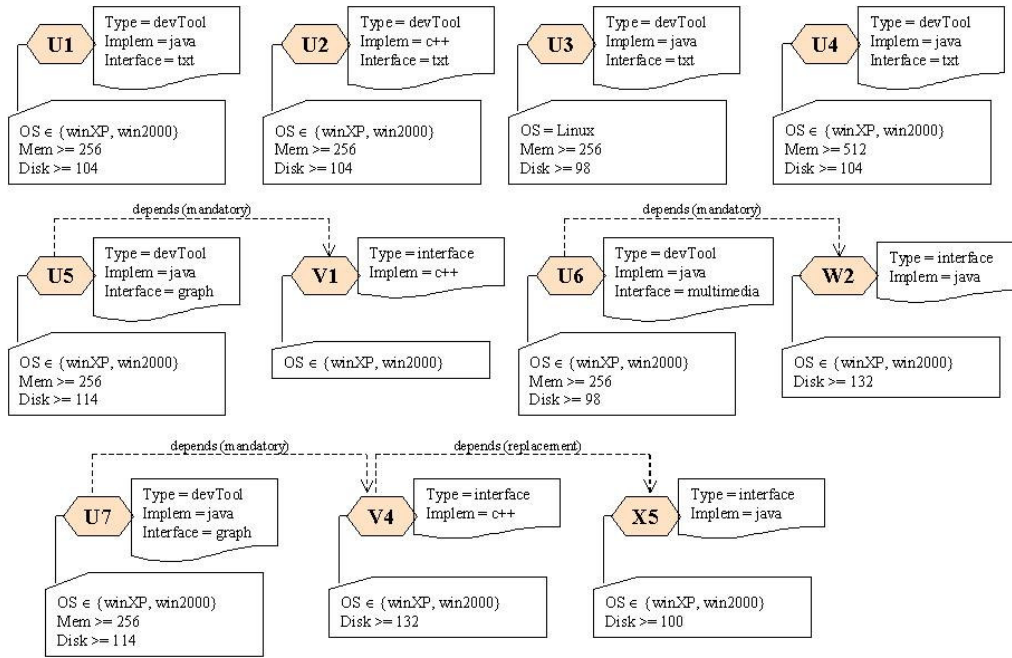 U1
Type = devTool
Implem = java
Interface = txt
OS ∈ {winXP, win2000}
Mem >= 256
Disk >= 104
U2
Type = devTool
Implem = c++
Interface = txt
OS ∈ {winXP, win2000}
Mem >= 256
Disk >= 104
U3
Type = devTool
Implem = java
Interface = txt
OS = Linux
Mem >= 256
Disk >= 98
U4
Type = devTool
Implem = java
Interface = txt
OS ∈ {winXP, win2000}
Mem >= 512
Disk >= 104
depends (mandatory)
U5
Type = devTool
Implem = java
Interface = graph
OS ∈ {winXP, win2000}
Mem >= 256
Disk >= 114
V1
Type = interface
Implem = c++
OS ∈ {winXP, win2000}
depends (mandatory)
U6
Type = devTool
Implem = java
Interface = multimedia
OS ∈ {winXP, win2000}
Mem >= 256
Disk >= 98
W2
Type = interface
Implem = java
OS ∈ {winXP, win2000}
Disk >= 132
depends (mandatory)
U7
Type = devTool
Implem = java
Interface = graph
OS ∈ {winXP, win2000}
Mem >= 256
Disk >= 114
depends (replacement)
V4
Type = interface
Implem = c++
OS ∈ {winXP, win2000}
Disk >= 132
X5
Type = interface
Implem = java
OS ∈ {winXP, win2000}
Disk >= 100